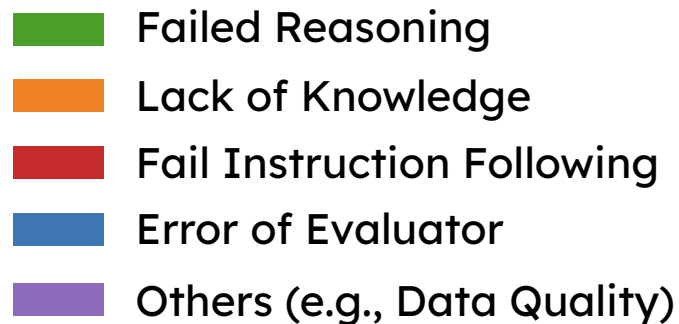 Failed Reasoning
Lack of Knowledge
Fail Instruction Following
Error of Evaluator
Others (e.g., Data Quality)